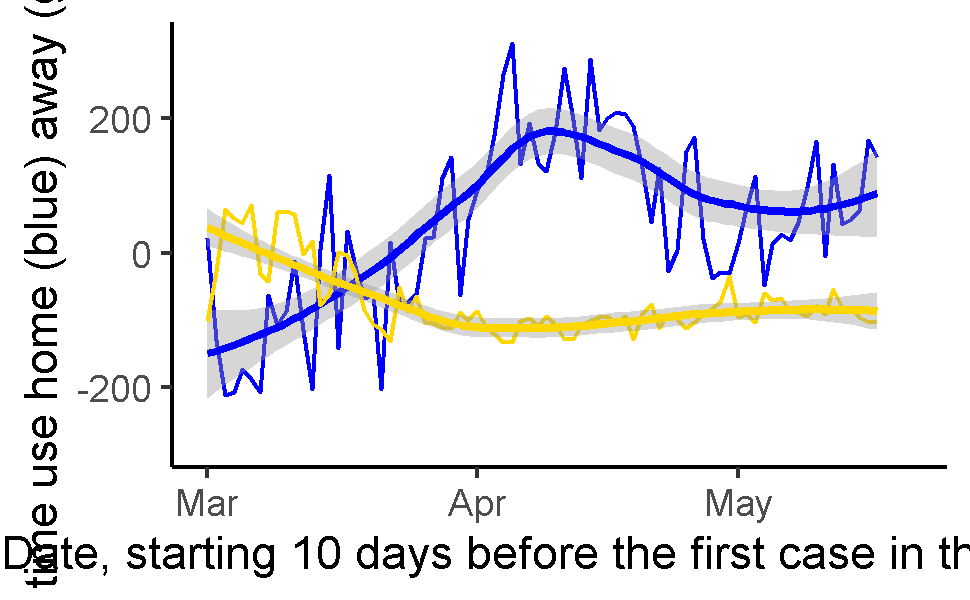 time use home (blue) away (
200
0
-200
Mar Apr May
Date, starting 10 days before the first case in th